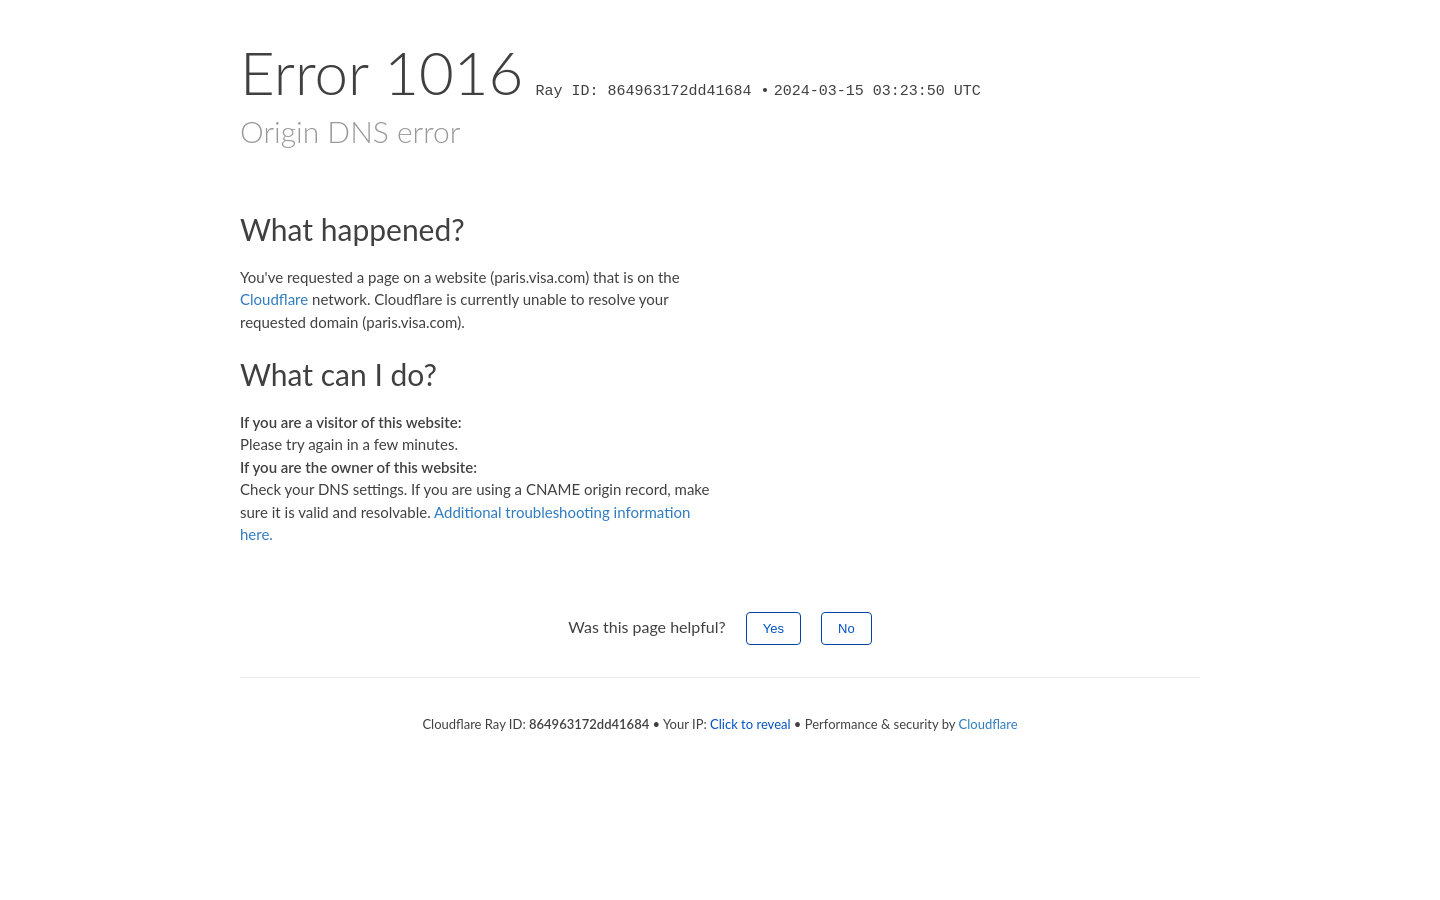 Error 1016 Ray ID: 864963172dd41684 • 2024-03-15 03:23:50 UTC
Origin DNS error
What happened?
You've requested a page on a website (paris.visa.com) that is on the
Cloudflare network. Cloudflare is currently unable to resolve your
requested domain (paris.visa.com).
What can I do?
If you are a visitor of this website:
Please try again in a few minutes.
If you are the owner of this website:
Check your DNS settings. If you are using a CNAME origin record, make
sure it is valid and resolvable. Additional troubleshooting information
here.
Was this page helpful? Yes No
Cloudflare Ray ID: 864963172dd41684 • Your IP: Click to reveal • Performance & security by Cloudflare